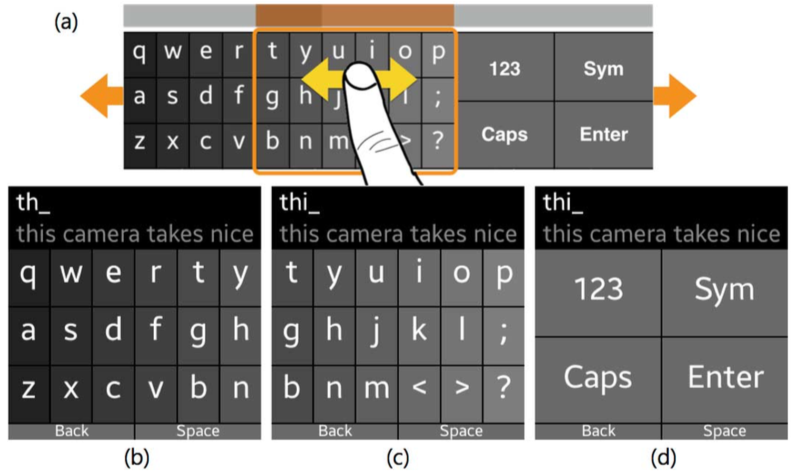 (a)
q w e r t y u i o p
123 Sym
a s d f g h j l ;
Caps Enter
z x c v b n m > ?
th_
this camera takes nice
q w e r t y
a s d f g h
z x c v b n
Back Space
(b)
thi_
this camera takes nice
t y u i o p
g h j k l ;
b n m < > ?
Back Space
(c)
thi_
this camera takes nice
123 Sym
Caps Enter
Back Space
(d)